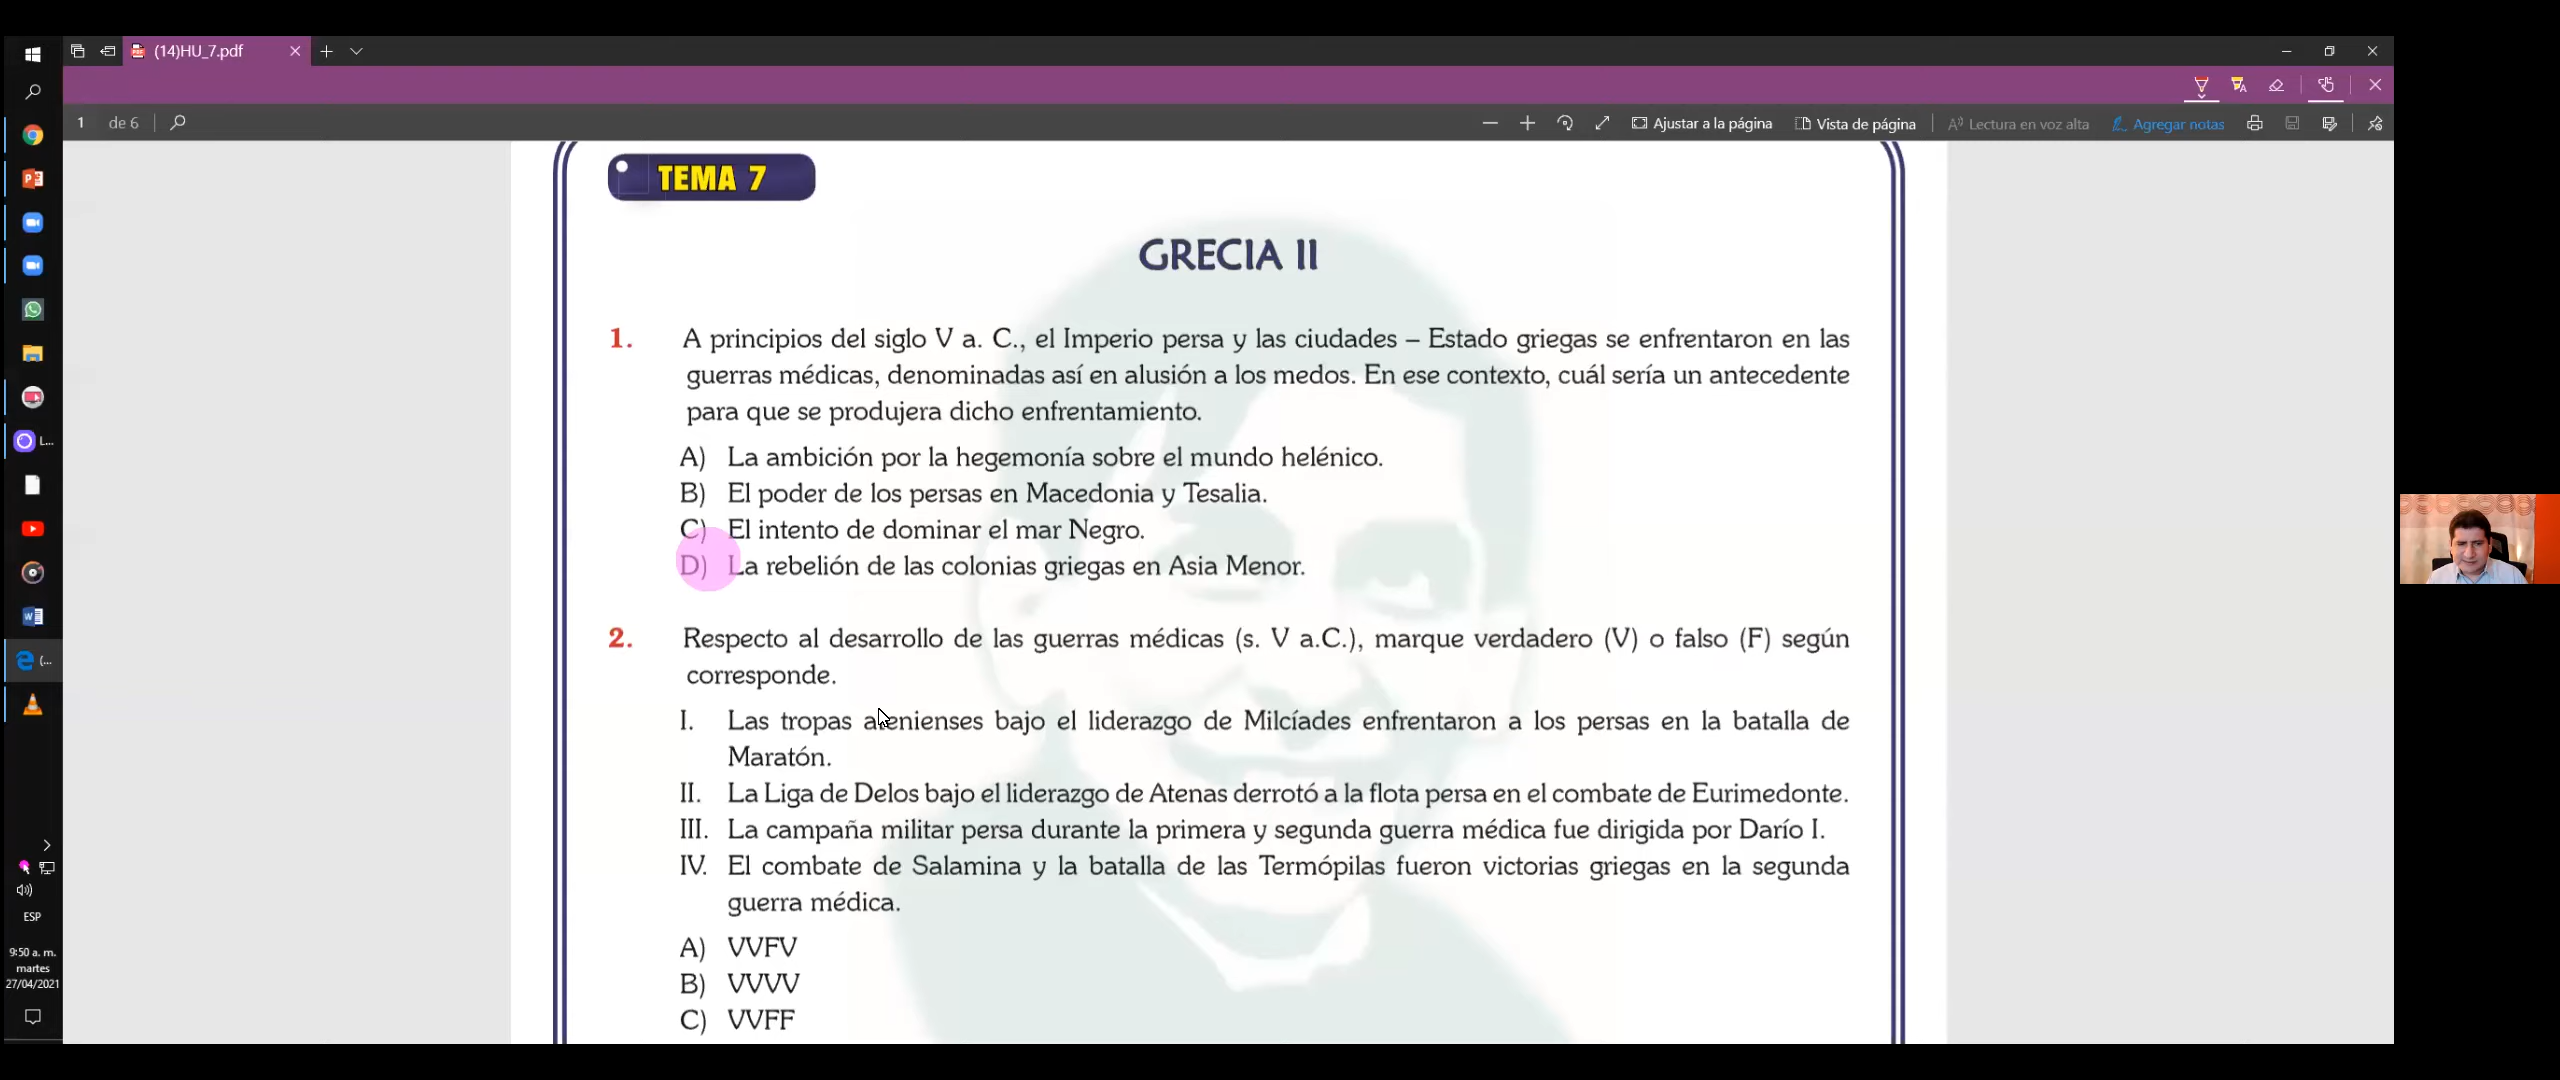 (14)HU_7.pdf
1 de 6
Ajustar a la página
Vista de página
Lectura en voz alta
Agregar notas
TEMA 7
GRECIA II
1. A principios del siglo V a. C., el Imperio persa y las ciudades – Estado griegas se enfrentaron en las
guerras médicas, denominadas así en alusión a los medos. En ese contexto, cuál sería un antecedente
para que se produjera dicho enfrentamiento.
A) La ambición por la hegemonía sobre el mundo helénico.
B) El poder de los persas en Macedonia y Tesalia.
C) El intento de dominar el mar Negro.
D) La rebelión de las colonias griegas en Asia Menor.
2. Respecto al desarrollo de las guerras médicas (s. V a.C.), marque verdadero (V) o falso (F) según
corresponde.
I. Las tropas atenienses bajo el liderazgo de Milcíades enfrentaron a los persas en la batalla de
Maratón.
II. La Liga de Delos bajo el liderazgo de Atenas derrotó a la flota persa en el combate de Eurimedonte.
III. La campaña militar persa durante la primera y segunda guerra médica fue dirigida por Darío I.
IV. El combate de Salamina y la batalla de las Termópilas fueron victorias griegas en la segunda
guerra médica.
A) VVFV
B) VVVV
C) VVFF
L...
(...
ESP
9:50 a. m.
martes
27/04/2021